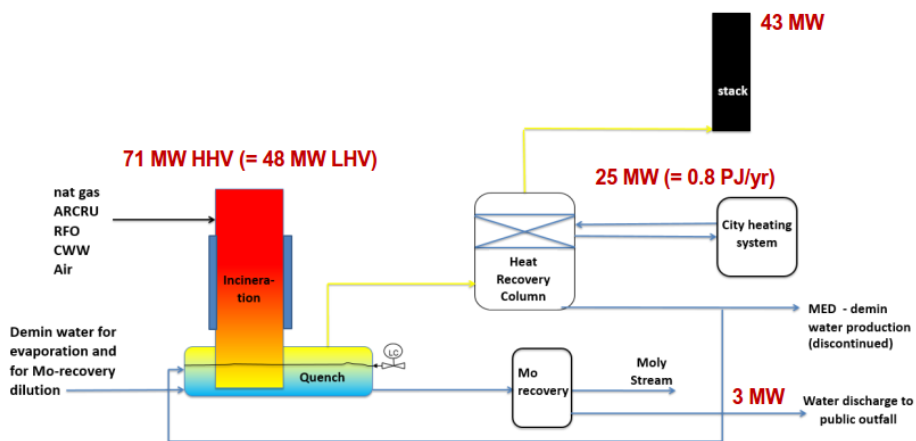 43 MW
stack
71 MW HHV (= 48 MW LHV)
25 MW (= 0.8 PJ/yr)
nat gas
ARCRU
RFO
CWW
Air
City heating
system
Incinera-
tion
Heat
Recovery
Column
Demin water for
evaporation and
for Mo-recovery
dilution
LC
Quench
MED - demin
water production
(discontinued)
Mo
recovery
Moly
Stream
3 MW
Water discharge to
public outfall